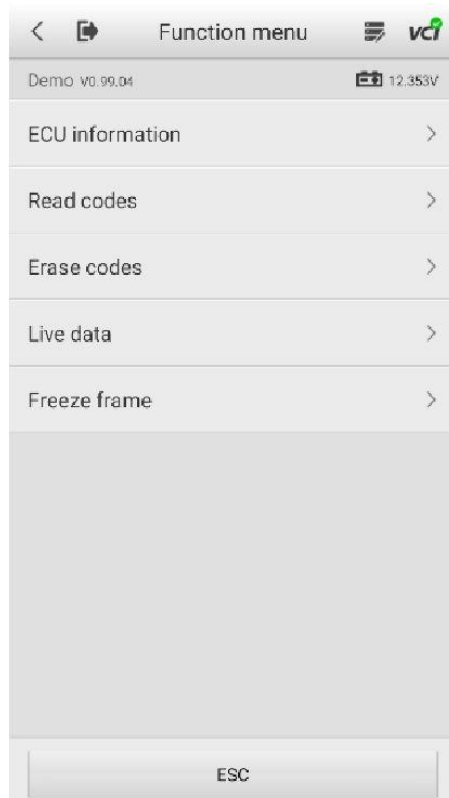 Function menu
VCI
Demo V0.99.04
12.353V
ECU information
Read codes
Erase codes
Live data
Freeze frame
ESC